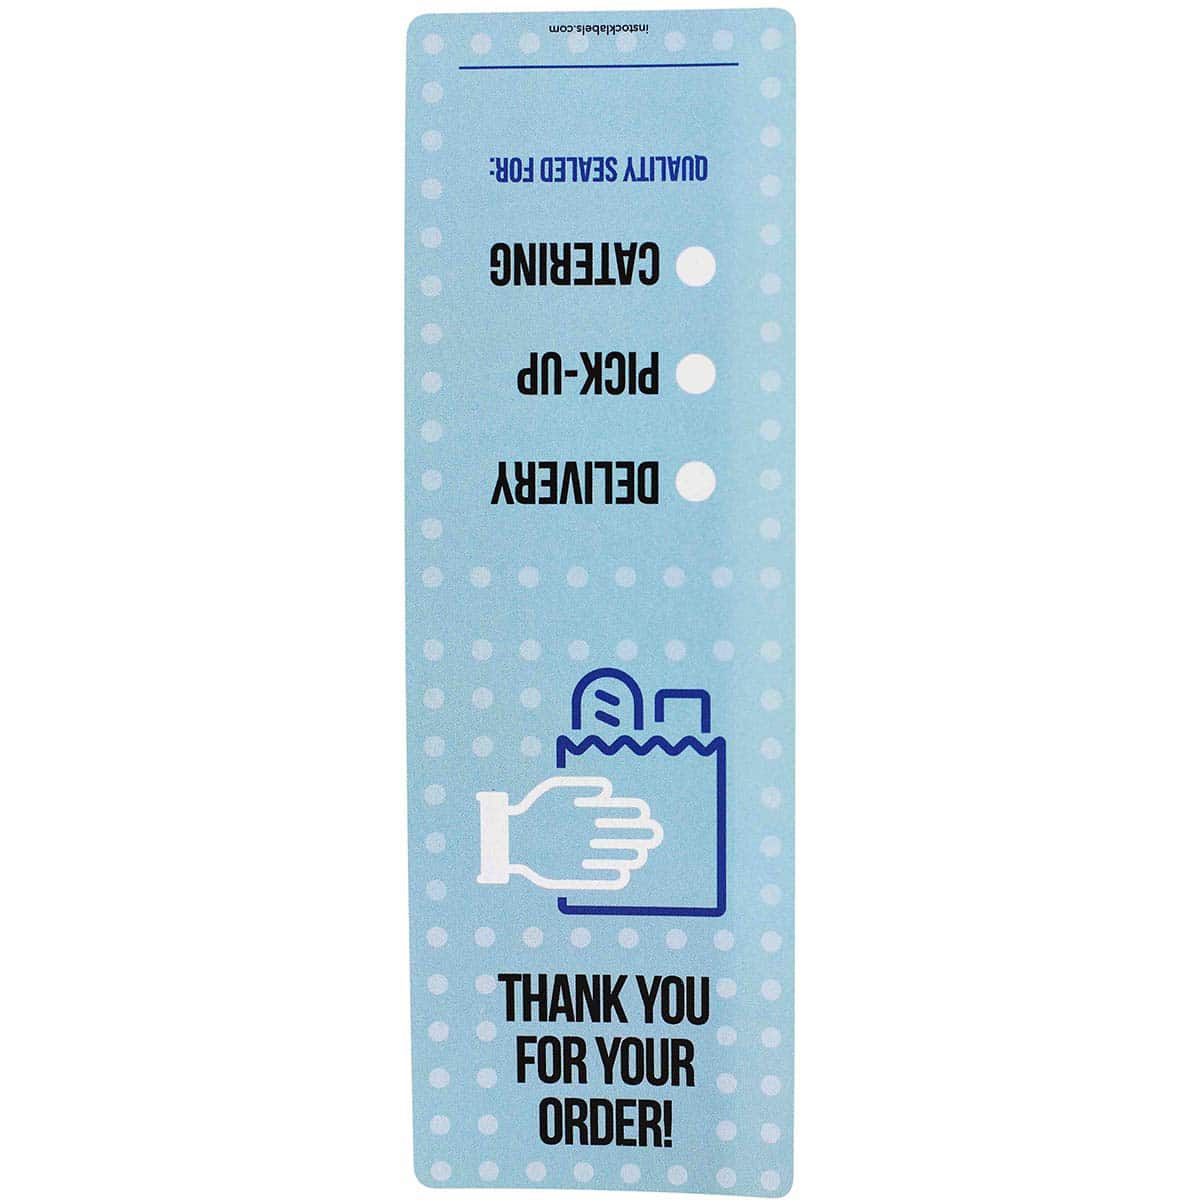 THANK YOU
FOR YOUR
ORDER!
DELIVERY
PICK-UP
CATERING
QUALITY SEALED FOR:
instocklabels.com